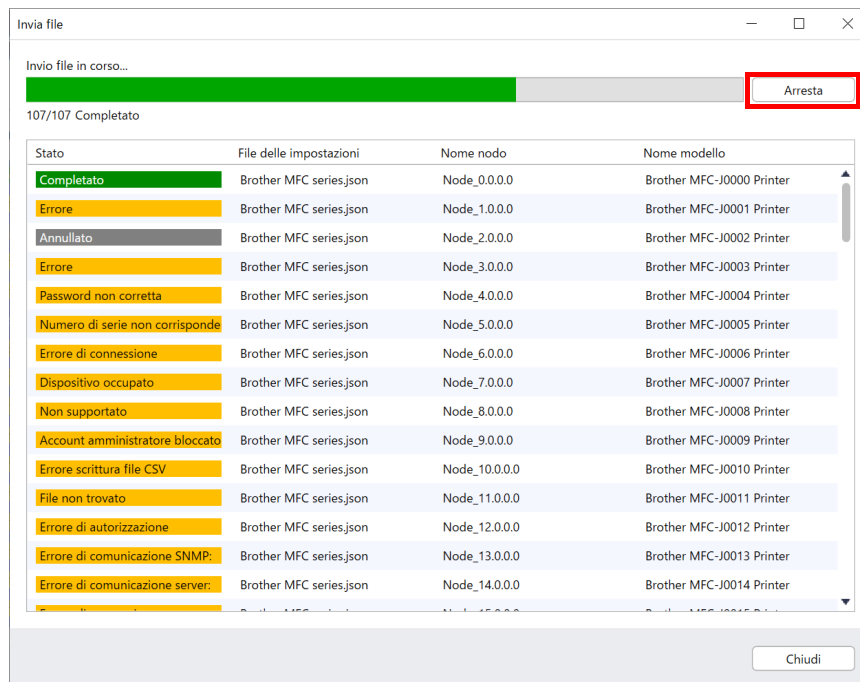 Invia file
Invio file in corso...
Arresta
107/107 Completato
Stato File delle impostazioni Nome nodo Nome modello
Completato Brother MFC series.json Node_0.0.0.0 Brother MFC-J0000 Printer
Errore Brother MFC series.json Node_1.0.0.0 Brother MFC-J0001 Printer
Annullato Brother MFC series.json Node_2.0.0.0 Brother MFC-J0002 Printer
Errore Brother MFC series.json Node_3.0.0.0 Brother MFC-J0003 Printer
Password non corretta Brother MFC series.json Node_4.0.0.0 Brother MFC-J0004 Printer
Numero di serie non corrisponde Brother MFC series.json Node_5.0.0.0 Brother MFC-J0005 Printer
Errore di connessione Brother MFC series.json Node_6.0.0.0 Brother MFC-J0006 Printer
Dispositivo occupato Brother MFC series.json Node_7.0.0.0 Brother MFC-J0007 Printer
Non supportato Brother MFC series.json Node_8.0.0.0 Brother MFC-J0008 Printer
Account amministratore bloccato Brother MFC series.json Node_9.0.0.0 Brother MFC-J0009 Printer
Errore scrittura file CSV Brother MFC series.json Node_10.0.0.0 Brother MFC-J0010 Printer
File non trovato Brother MFC series.json Node_11.0.0.0 Brother MFC-J0011 Printer
Errore di autorizzazione Brother MFC series.json Node_12.0.0.0 Brother MFC-J0012 Printer
Errore di comunicazione SNMP: Brother MFC series.json Node_13.0.0.0 Brother MFC-J0013 Printer
Errore di comunicazione server: Brother MFC series.json Node_14.0.0.0 Brother MFC-J0014 Printer
Chiudi